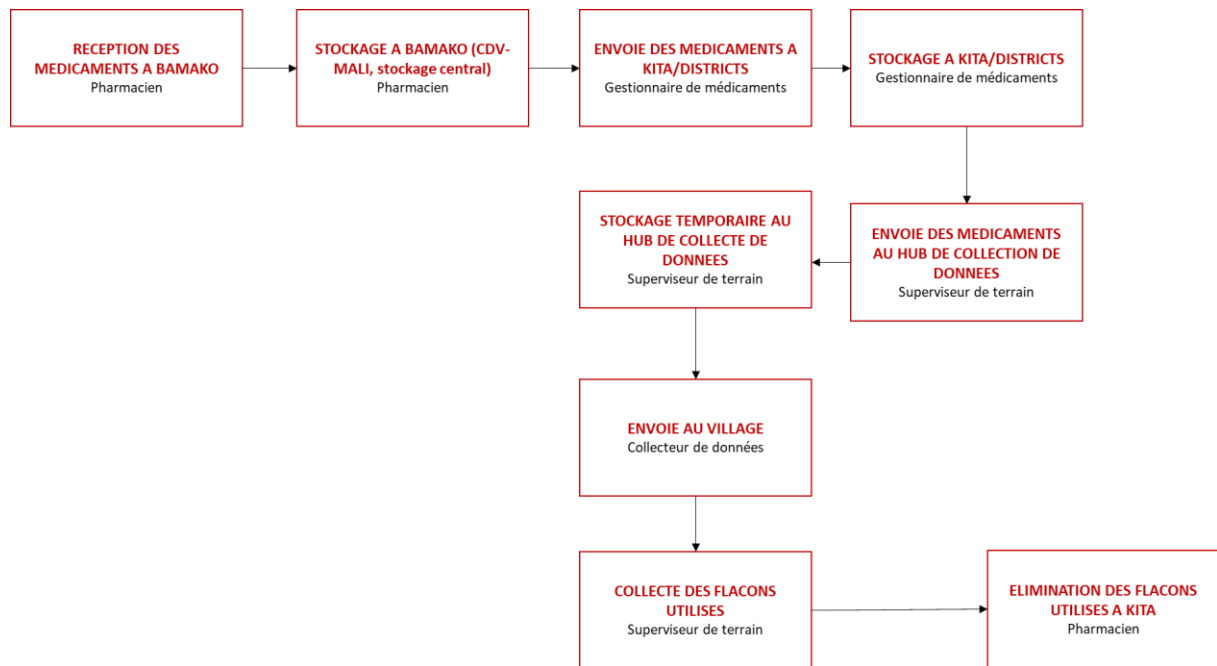 RECEPTION DES
MEDICAMENTS A BAMAKO
Pharmacien
STOCKAGE A BAMAKO (CDV-
MALI, stockage central)
Pharmacien
ENVOIE DES MEDICAMENTS A
KITA/DISTRICTS
Gestionnaire de médicaments
STOCKAGE A KITA/DISTRICTS
Gestionnaire de médicaments
ENVOIE DES MEDICAMENTS
AU HUB DE COLLECTION DE
DONNEES
Superviseur de terrain
STOCKAGE TEMPORAIRE AU
HUB DE COLLECTE DE
DONNEES
Superviseur de terrain
ENVOIE AU VILLAGE
Collecteur de données
COLLECTE DES FLACONS
UTILISES
Superviseur de terrain
ELIMINATION DES FLACONS
UTILISES A KITA
Pharmacien